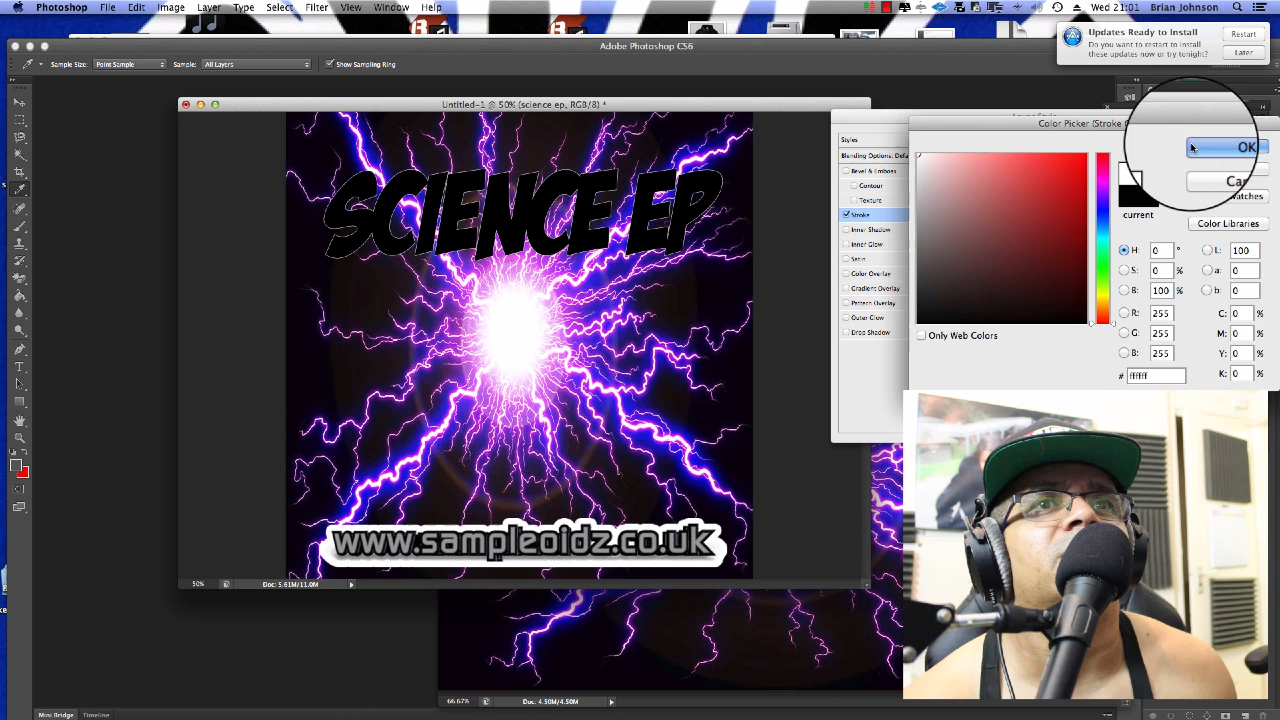 Photoshop File Edit Image Layer Type Select Filter View Window Help
Wed 21:01 Brian Johnson
Updates Ready to Install
Do you want to restart to install
these updates now or try tonight?
Restart
Later
Adobe Photoshop CS6
Sample Size: Point Sample Sample: All Layers Show Sampling Ring
Untitled-1 @ 50% (science ep, RGB/8) *
SCIENCE EP
www.sampleoidz.co.uk
50% Doc: 5.61M/11.0M
66.67% Doc: 4.50M/4.50M
Mini Bridge Timeline
Styles
Blending Options: Defa
Bevel & Emboss
Contour
Texture
Stroke
Inner Shadow
Inner Glow
Satin
Color Overlay
Gradient Overlay
Pattern Overlay
Outer Glow
Drop Shadow
Color Picker (Stroke C
OK
Can
watches
current
Color Libraries
H: 0 °
S: 0 %
B: 100 %
R: 255
G: 255
B: 255
# ffffff
L: 100
a: 0
b: 0
C: 0 %
M: 0 %
Y: 0 %
K: 0 %
Only Web Colors